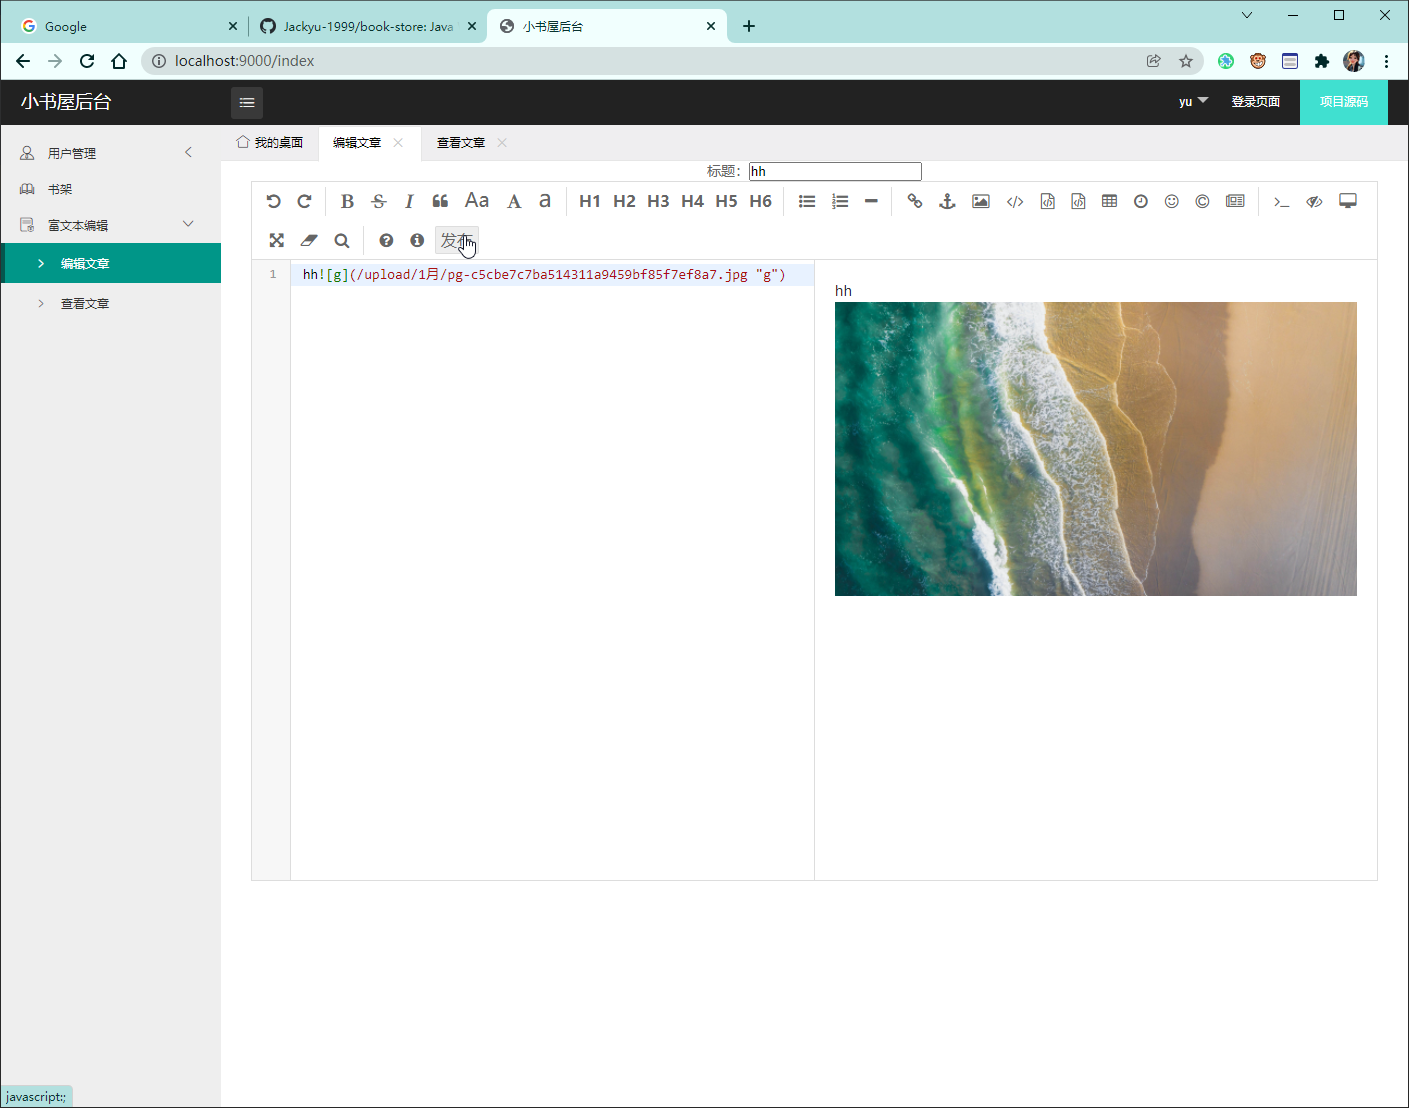 Google
Jackyu-1999/book-store: Java
小书屋后台
localhost:9000/index
小书屋后台
yu
登录页面
项目源码
用户管理
书架
富文本编辑
编辑文章
查看文章
我的桌面
编辑文章
查看文章
标题：hh
B S I Aa A a H1 H2 H3 H4 H5 H6
发布
1
hh![g](/upload/1月/pg-c5cbe7c7ba514311a9459bf85f7ef8a7.jpg "g")
hh
javascript:;